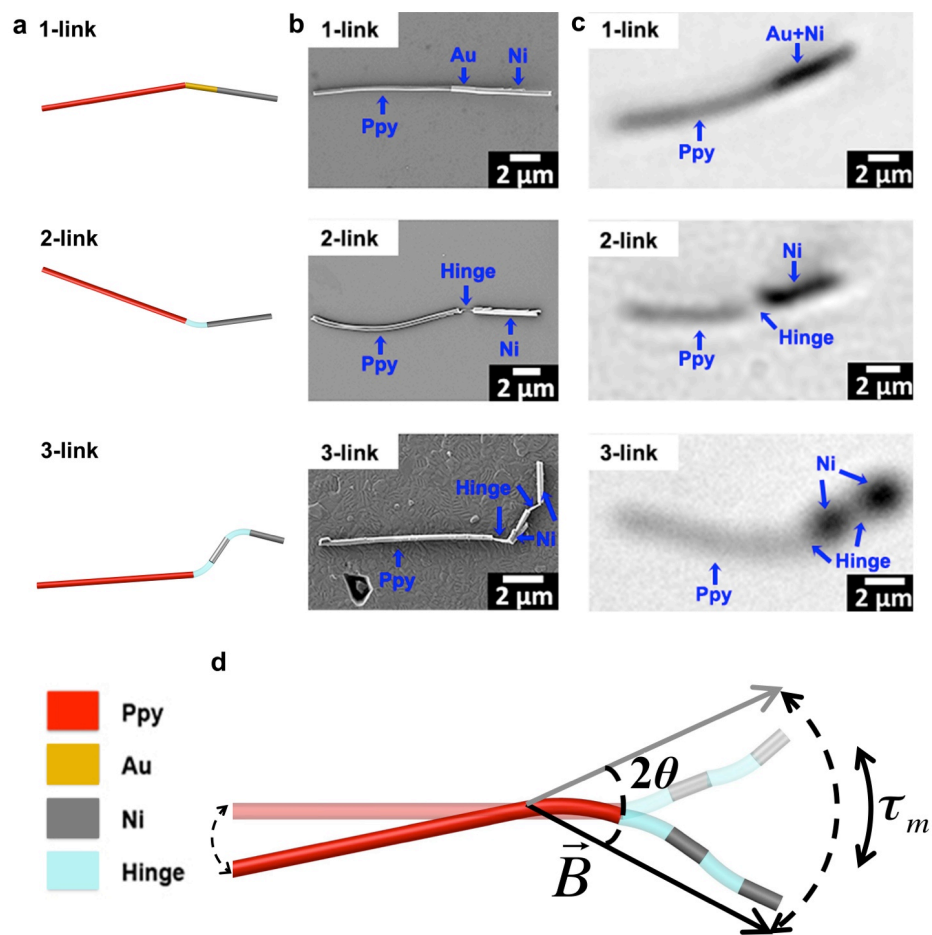 a
1-link
2-link
3-link
b
1-link
Au
Ni
Ppy
2 μm
2-link
Hinge
Ppy
Ni
2 μm
3-link
Hinge
Ni
Ppy
2 μm
c
1-link
Au+Ni
Ppy
2 μm
2-link
Ni
Hinge
Ppy
2 μm
3-link
Ni
Hinge
Ppy
2 μm
d
Ppy
Au
Ni
Hinge
2θ
B⃗
τₘ